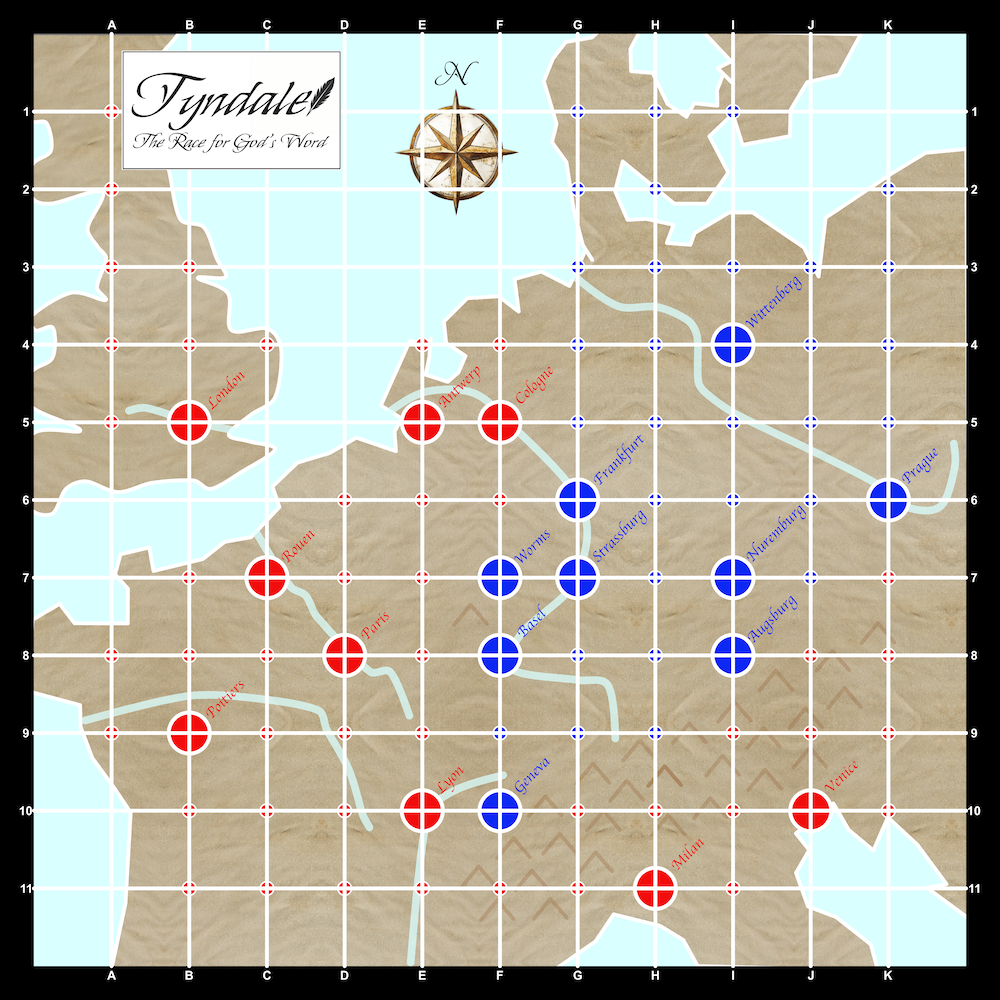 A B C D E F G H I J K
Tyndale
The Race for God's Word
N
1 1
2 2
3 3
Wittenberg
4 4
London
Antwerp
Cologne
5 5
Frankfurt
Prague
6 6
Rouen
Worms
Strassburg
Nuremburg
7 7
Paris
Basel
Augsburg
8 8
Poitiers
9 9
Lyon
Geneva
Venice
10 10
Milan
11 11
A B C D E F G H I J K